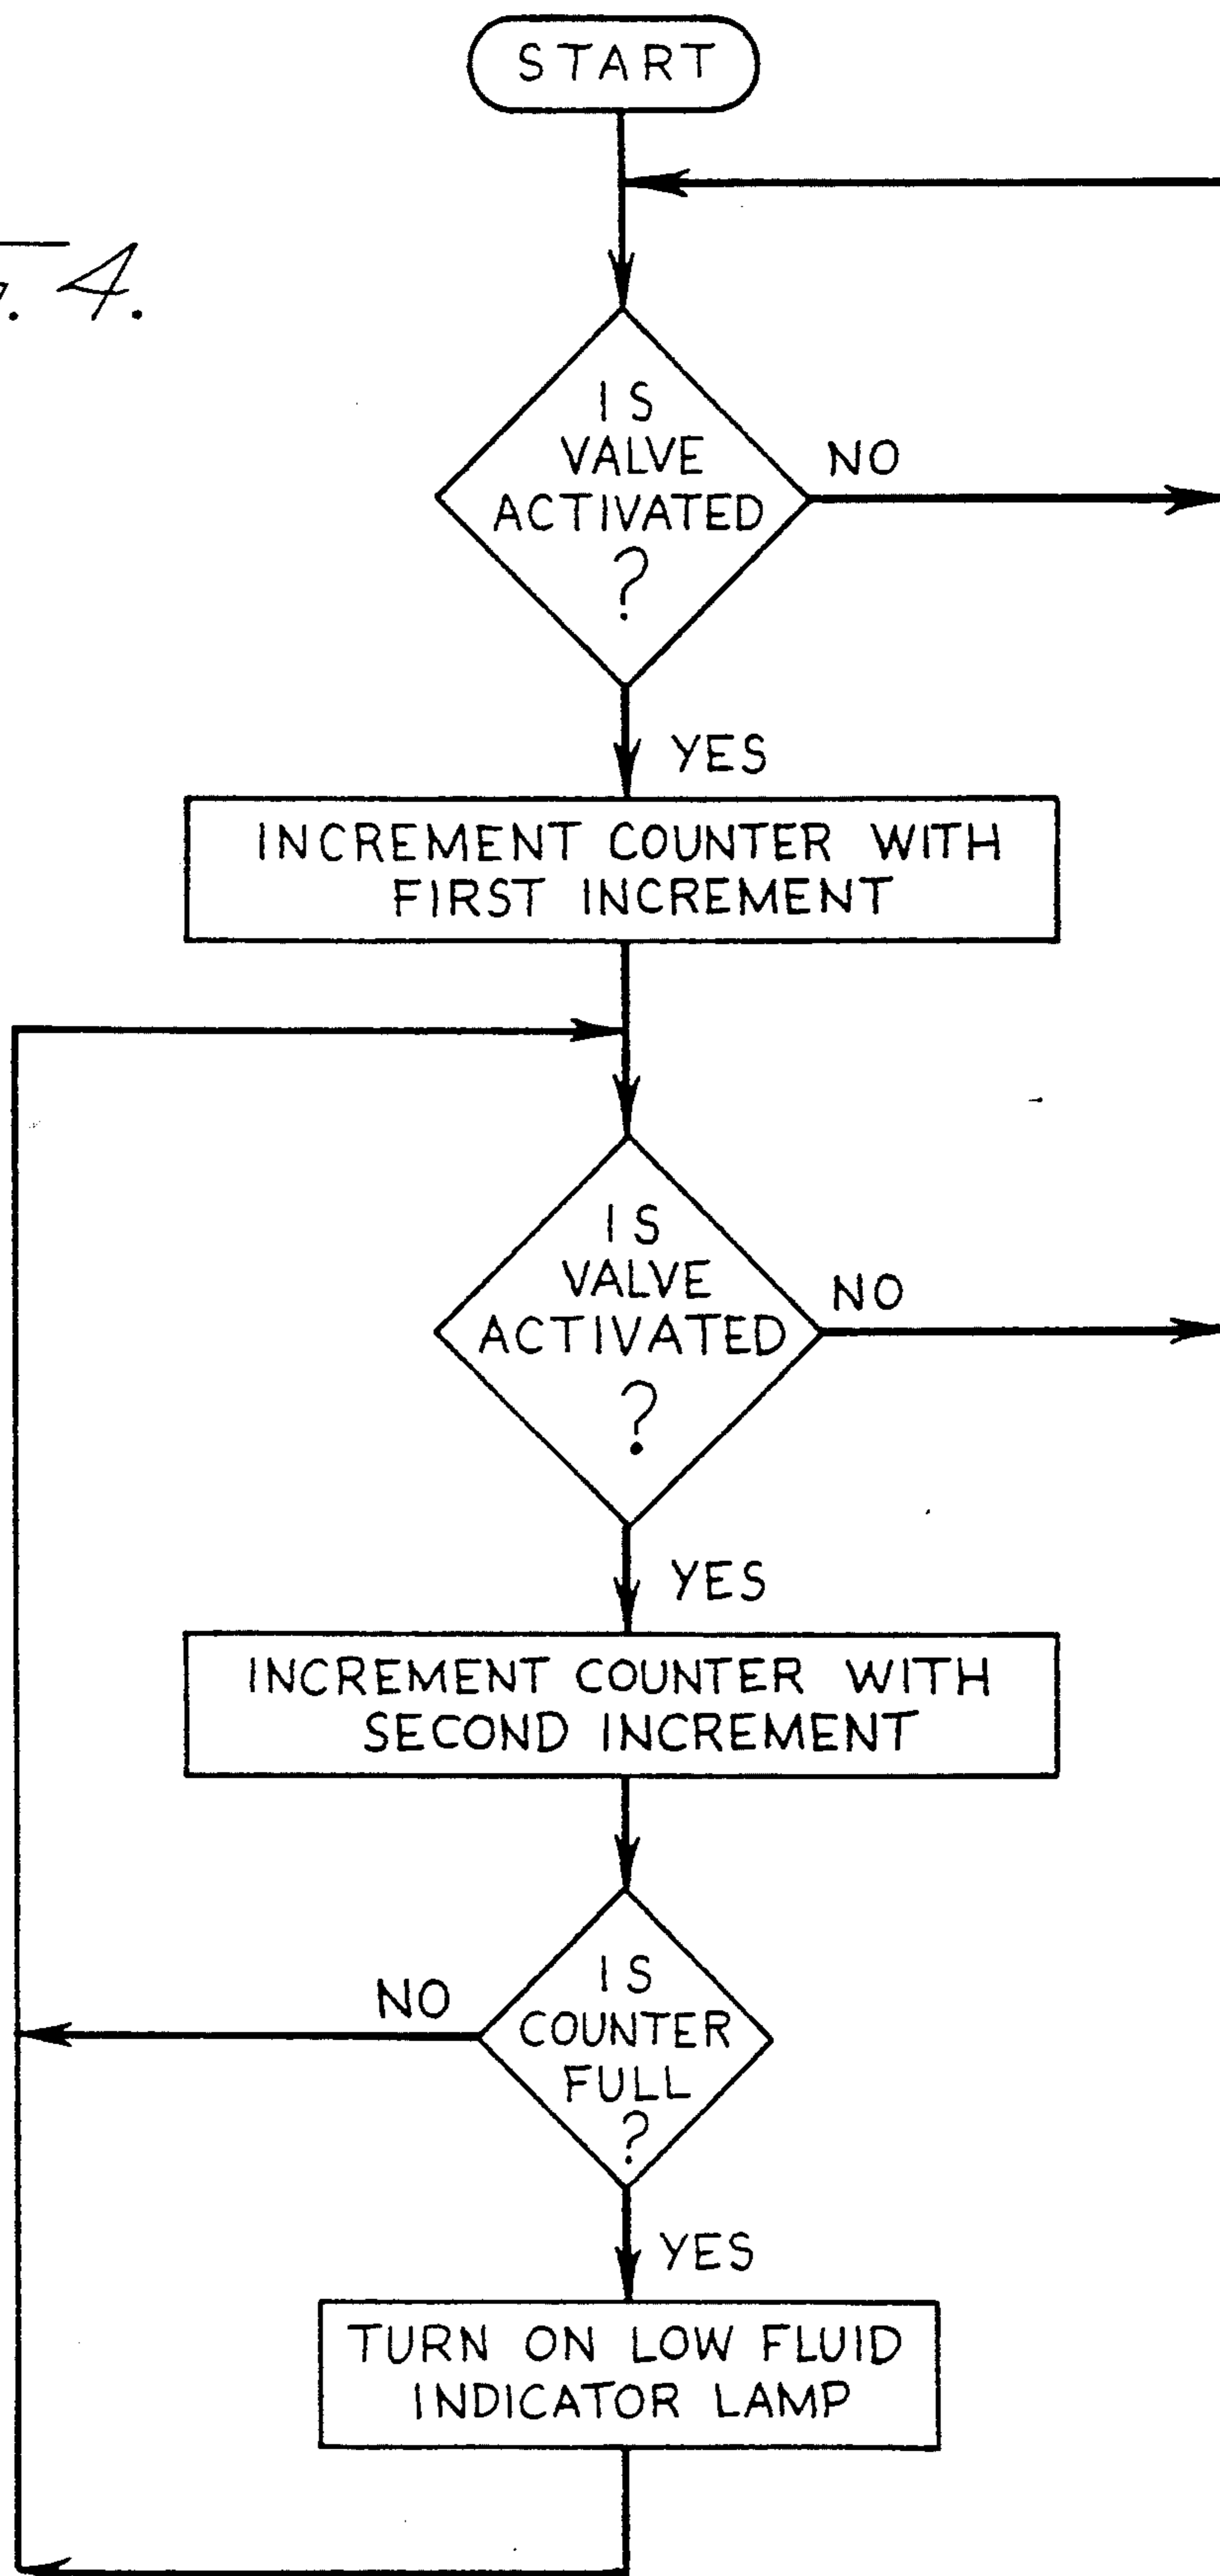 START
4.
IS
VALVE
ACTIVATED
?
NO
YES
INCREMENT COUNTER WITH
FIRST INCREMENT
IS
VALVE
ACTIVATED
?
NO
YES
INCREMENT COUNTER WITH
SECOND INCREMENT
IS
COUNTER
FULL
?
NO
YES
TURN ON LOW FLUID
INDICATOR LAMP